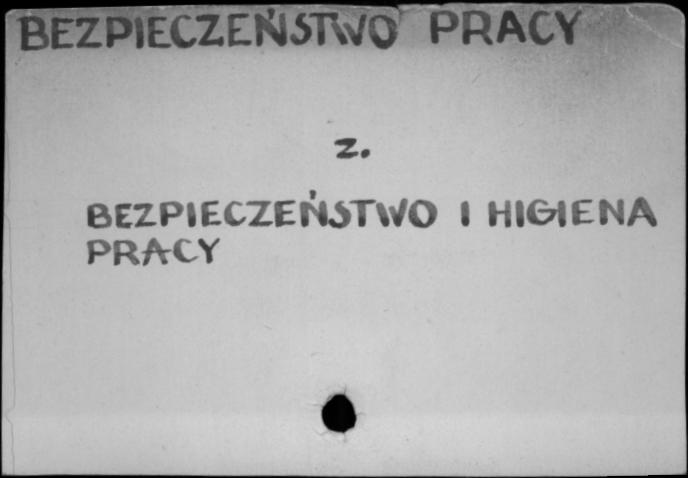 BEZPIECZEŃSTWO PRACY
z.
BEZPIECZEŃSTWO I HIGIENA
PRACY